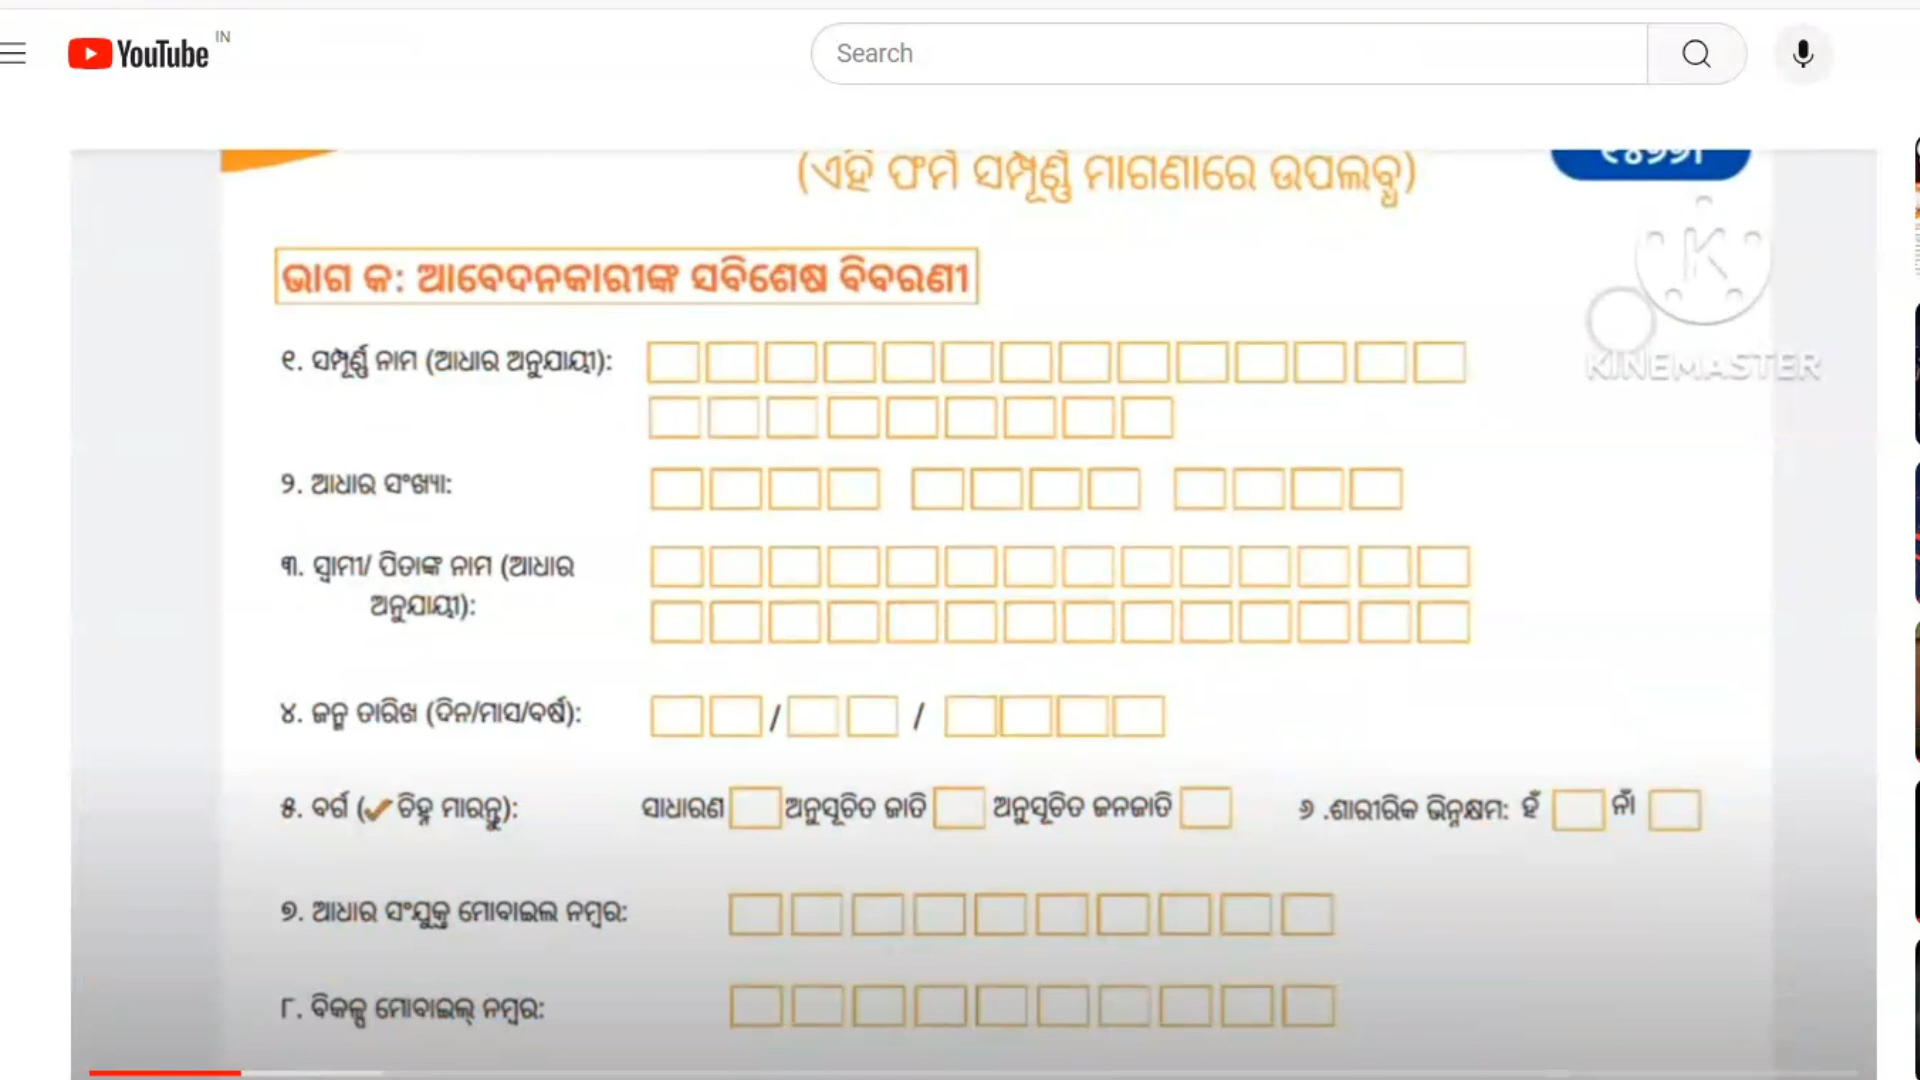 YouTube IN
Search
(ଏହି ଫର୍ମ ସମ୍ପୂର୍ଣ୍ଣ ମାଗଣାରେ ଉପଲବ୍ଧ)
ଭାଗ କ: ଆବେଦନକାରୀଙ୍କ ସବିଶେଷ ବିବରଣୀ
KINEMASTER
୧. ସମ୍ପୂର୍ଣ୍ଣ ନାମ (ଆଧାର ଅନୁଯାୟୀ):
୨. ଆଧାର ସଂଖ୍ୟା:
୩. ସ୍ୱାମୀ/ ପିତାଙ୍କ ନାମ (ଆଧାର
ଅନୁଯାୟୀ):
୪. ଜନ୍ମ ତାରିଖ (ଦିନ/ମାସ/ବର୍ଷ): / /
୫. ବର୍ଗ (✓ ଚିହ୍ନ ମାରନ୍ତୁ): ସାଧାରଣ ଅନୁସୂଚିତ ଜାତି ଅନୁସୂଚିତ ଜନଜାତି ୬ .ଶାରୀରିକ ଭିନ୍ନକ୍ଷମ: ହଁ ନାଁ
୭. ଆଧାର ସଂଯୁକ୍ତ ମୋବାଇଲ ନମ୍ବର:
୮. ବିକଳ୍ପ ମୋବାଇଲ୍ ନମ୍ବର: